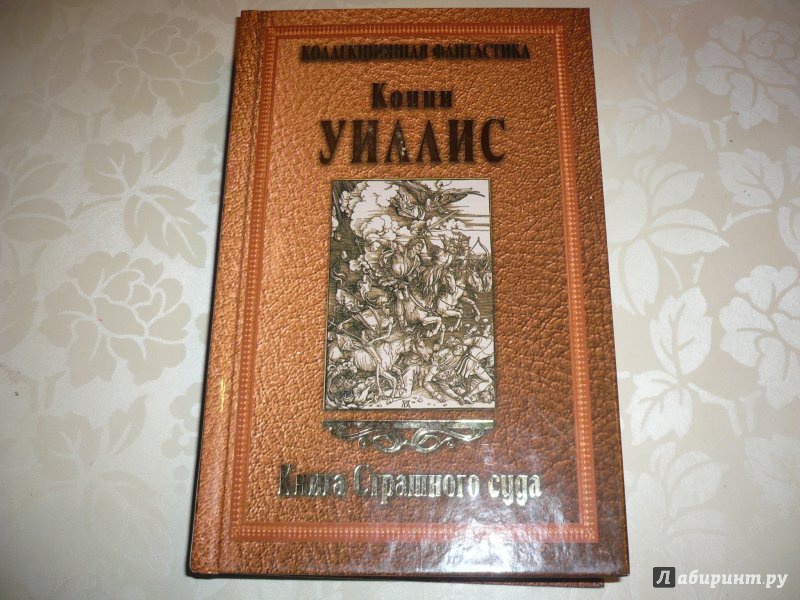 КОЛЛЕКЦИОННАЯ ФАНТАСТИКА
Конни
УИЛЛИС
Книга Страшного суда
Лабиринт.ру